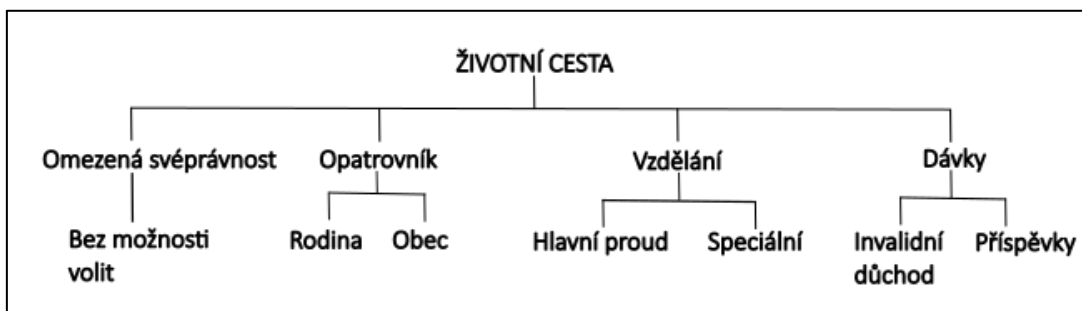 ŽIVOTNÍ CESTA
Omezená svéprávnost
Opatrovník
Vzdělání
Dávky
Bez možnosti
volit
Rodina
Obec
Hlavní proud
Speciální
Invalidní
důchod
Příspěvky